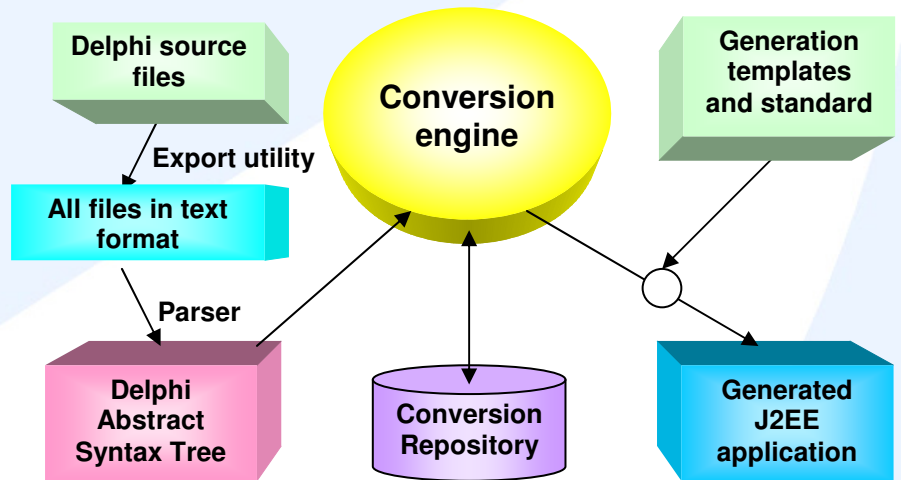 Delphi source
files
Conversion
engine
Generation
templates
and standard
Export utility
All files in text
format
Parser
Delphi
Abstract
Syntax Tree
Conversion
Repository
Generated
J2EE
application